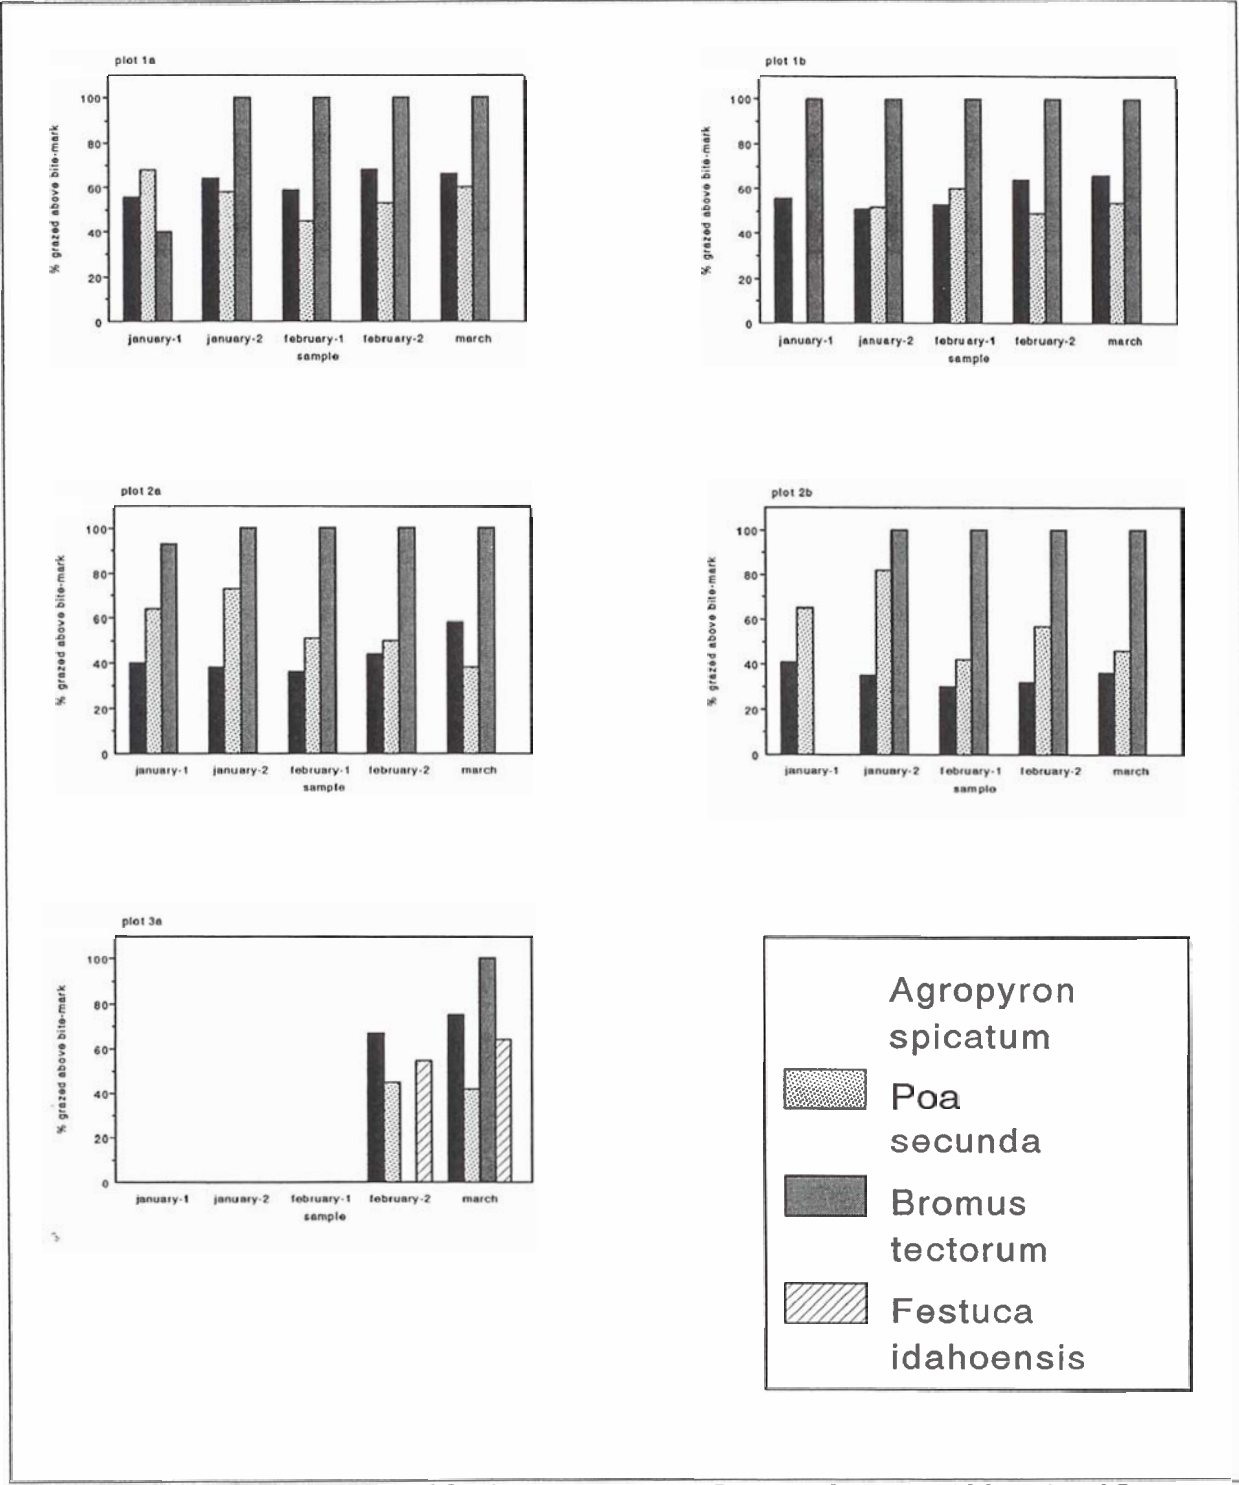 plot 1a
% grazed above bite-mark
100
80
60
40
20
0
january-1 january-2 february-1 february-2 march
sample
plot 1b
% grazed above bite-mark
100
80
60
40
20
0
january-1 january-2 february-1 february-2 march
sample
plot 2a
% grazed above bite-mark
100
80
60
40
20
0
january-1 january-2 february-1 february-2 march
sample
plot 2b
% grazed above bite-mark
100
80
60
40
20
0
january-1 january-2 february-1 february-2 march
sample
plot 3a
% grazed above bite-mark
100
80
60
40
20
0
january-1 january-2 february-1 february-2 march
sample
Agropyron
spicatum
Poa
secunda
Bromus
tectorum
Festuca
idahoensis